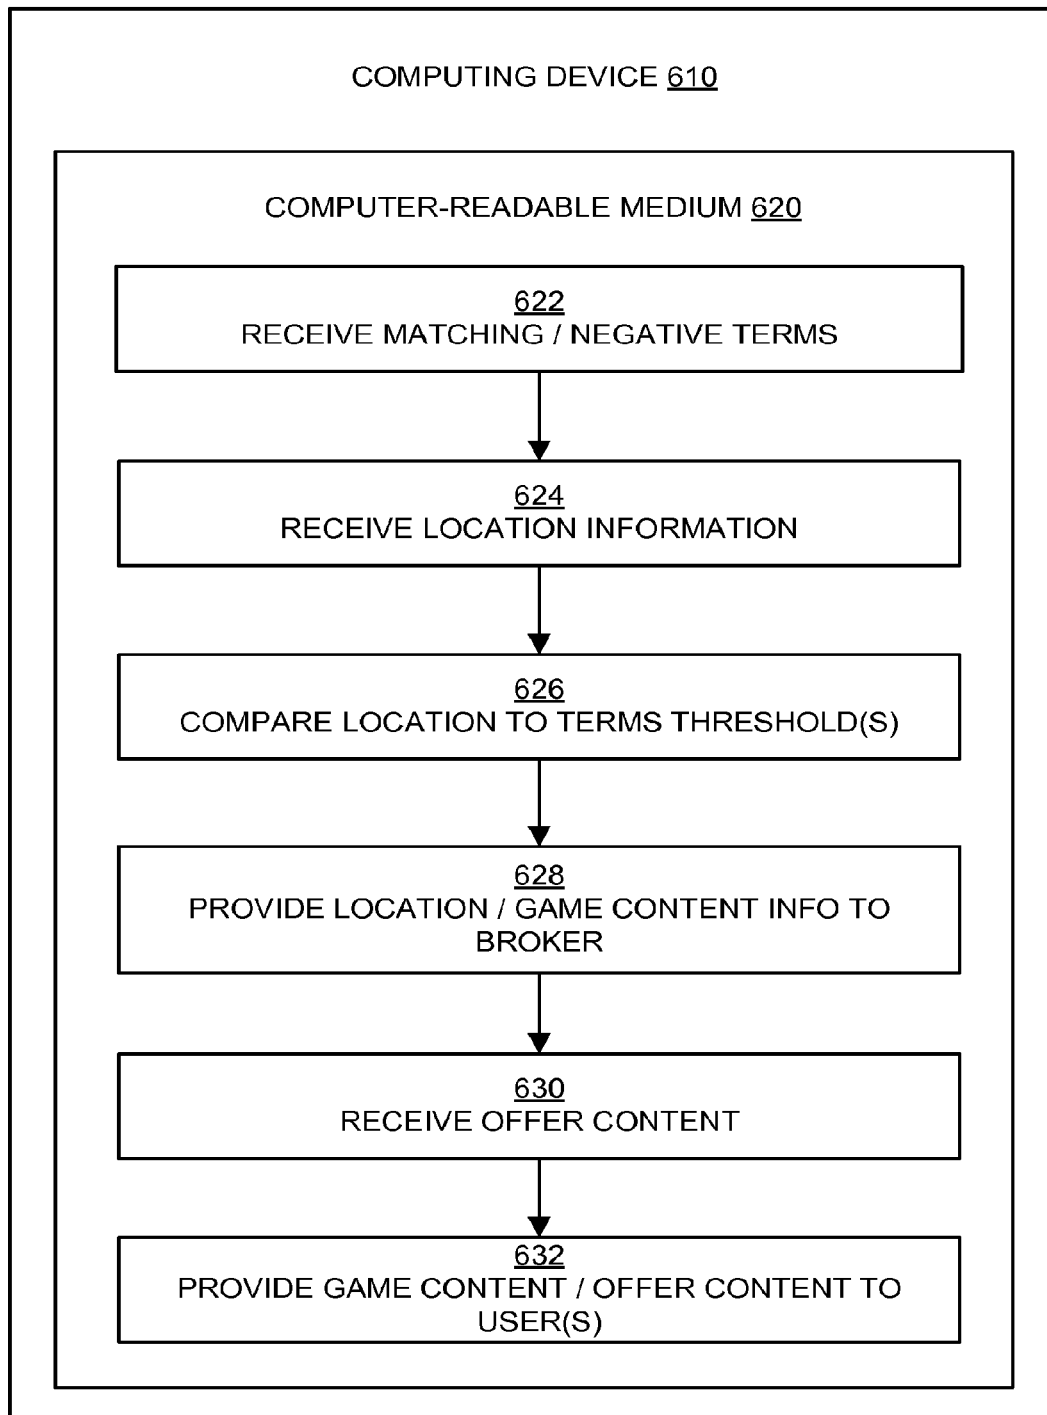 COMPUTING DEVICE 610
COMPUTER-READABLE MEDIUM 620
622
RECEIVE MATCHING / NEGATIVE TERMS
624
RECEIVE LOCATION INFORMATION
626
COMPARE LOCATION TO TERMS THRESHOLD(S)
628
PROVIDE LOCATION / GAME CONTENT INFO TO
BROKER
630
RECEIVE OFFER CONTENT
632
PROVIDE GAME CONTENT / OFFER CONTENT TO
USER(S)